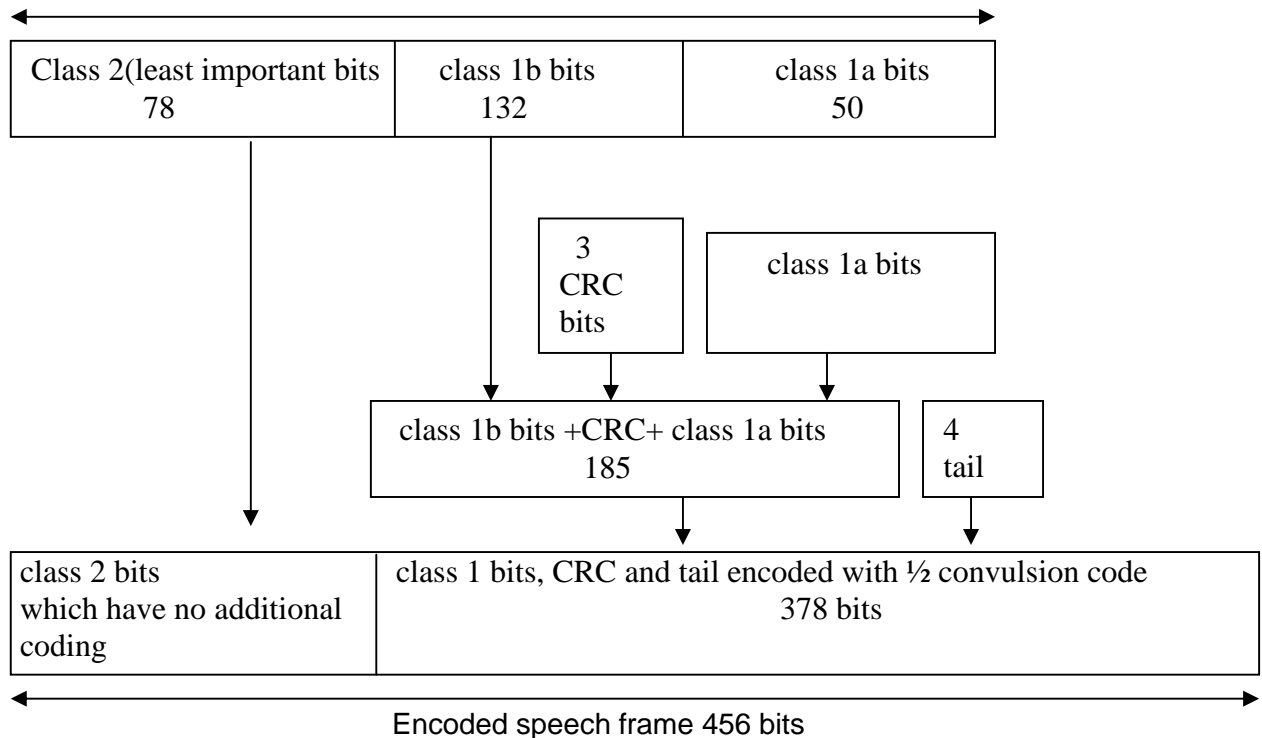 Class 2(least important bits
78
class 1b bits
132
class 1a bits
50
3
CRC
bits
class 1a bits
class 1b bits +CRC+ class 1a bits
185
4
tail
class 2 bits
which have no additional
coding
class 1 bits, CRC and tail encoded with ½ convulsion code
378 bits
Encoded speech frame 456 bits